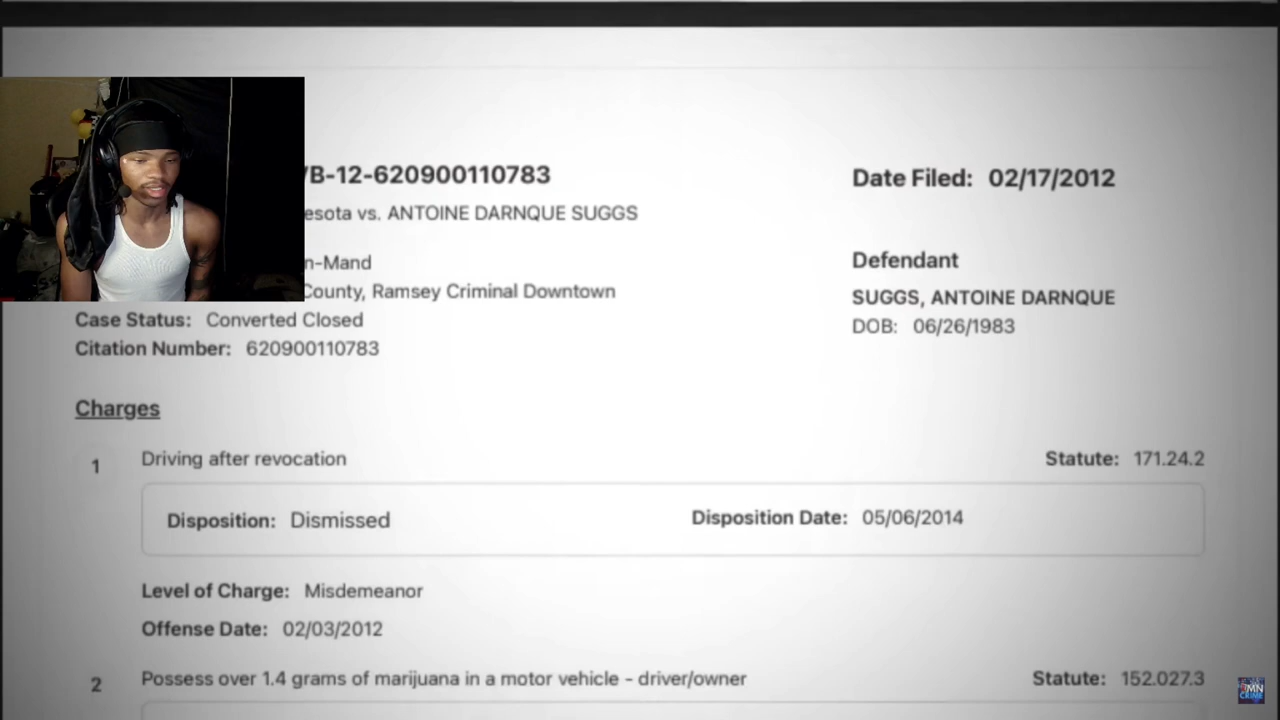 VB-12-620900110783
Date Filed: 02/17/2012
esota vs. ANTOINE DARNQUE SUGGS
n-Mand
Defendant
County, Ramsey Criminal Downtown
SUGGS, ANTOINE DARNQUE
Case Status: Converted Closed
DOB: 06/26/1983
Citation Number: 620900110783
Charges
1 Driving after revocation Statute: 171.24.2
Disposition: Dismissed Disposition Date: 05/06/2014
Level of Charge: Misdemeanor
Offense Date: 02/03/2012
2 Possess over 1.4 grams of marijuana in a motor vehicle - driver/owner Statute: 152.027.3
MN
CRIME